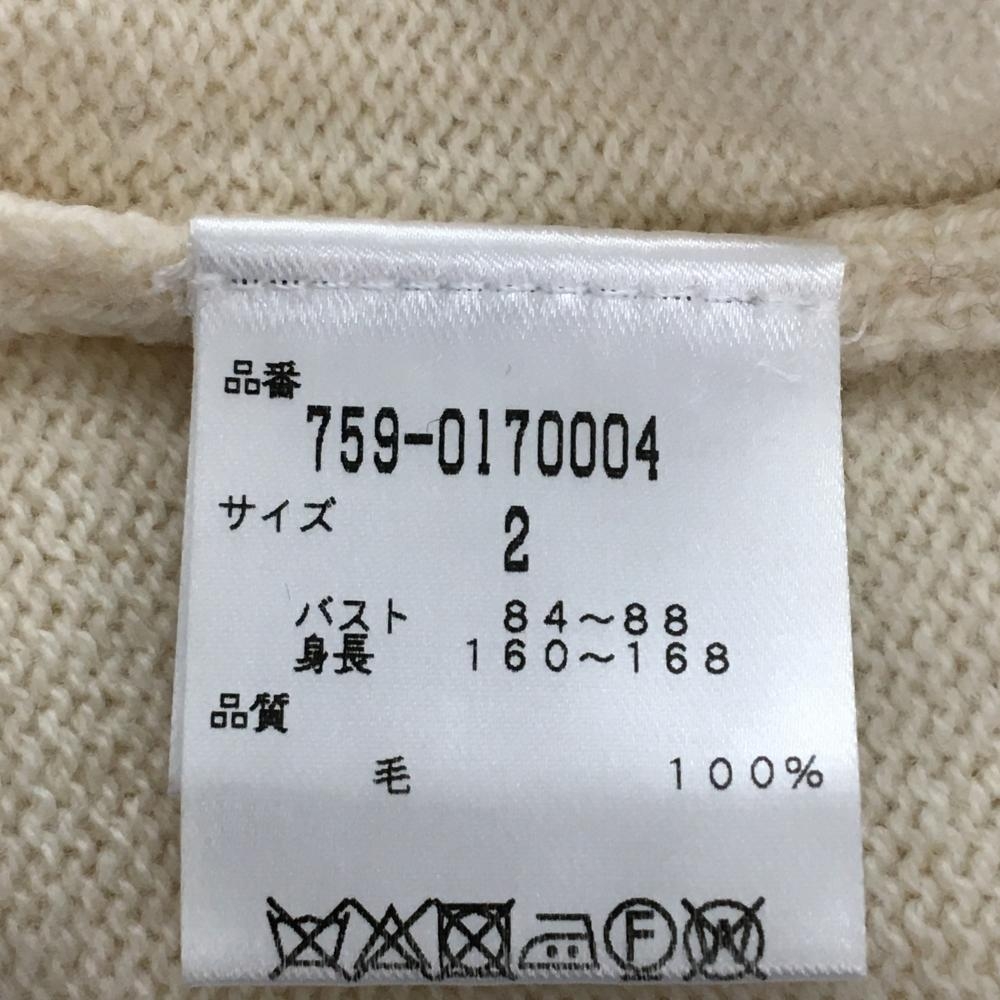 品番
759-0170004
サイズ 2
バスト 84～88
身長 160～168
品質
毛 100%
F
W